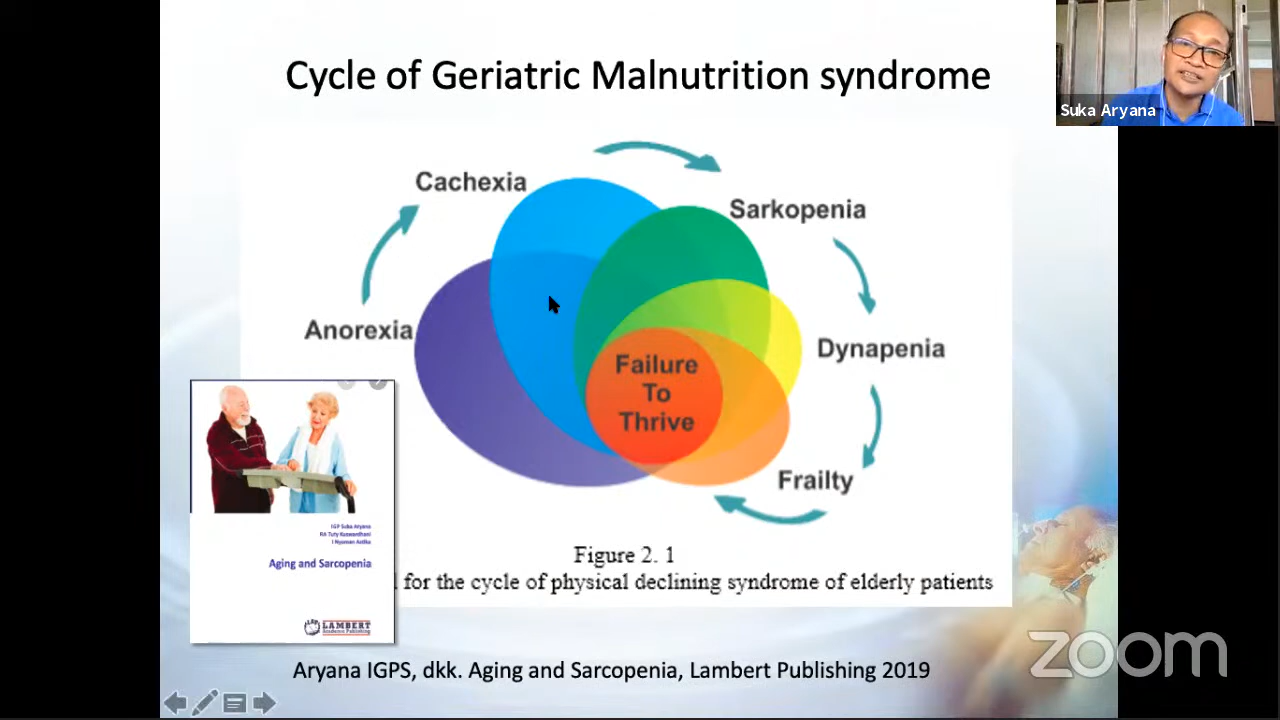 Cycle of Geriatric Malnutrition syndrome
Suka Aryana
Cachexia
Sarkopenia
Anorexia
Dynapenia
Failure
To
Thrive
Frailty
IGP Suka Aryana
RA Tuty Kuswardhani
I Nyoman Astika
Aging and Sarcopenia
LAMBERT
Academic Publishing
Figure 2. 1
for the cycle of physical declining syndrome of elderly patients
Aryana IGPS, dkk. Aging and Sarcopenia, Lambert Publishing 2019
zoom